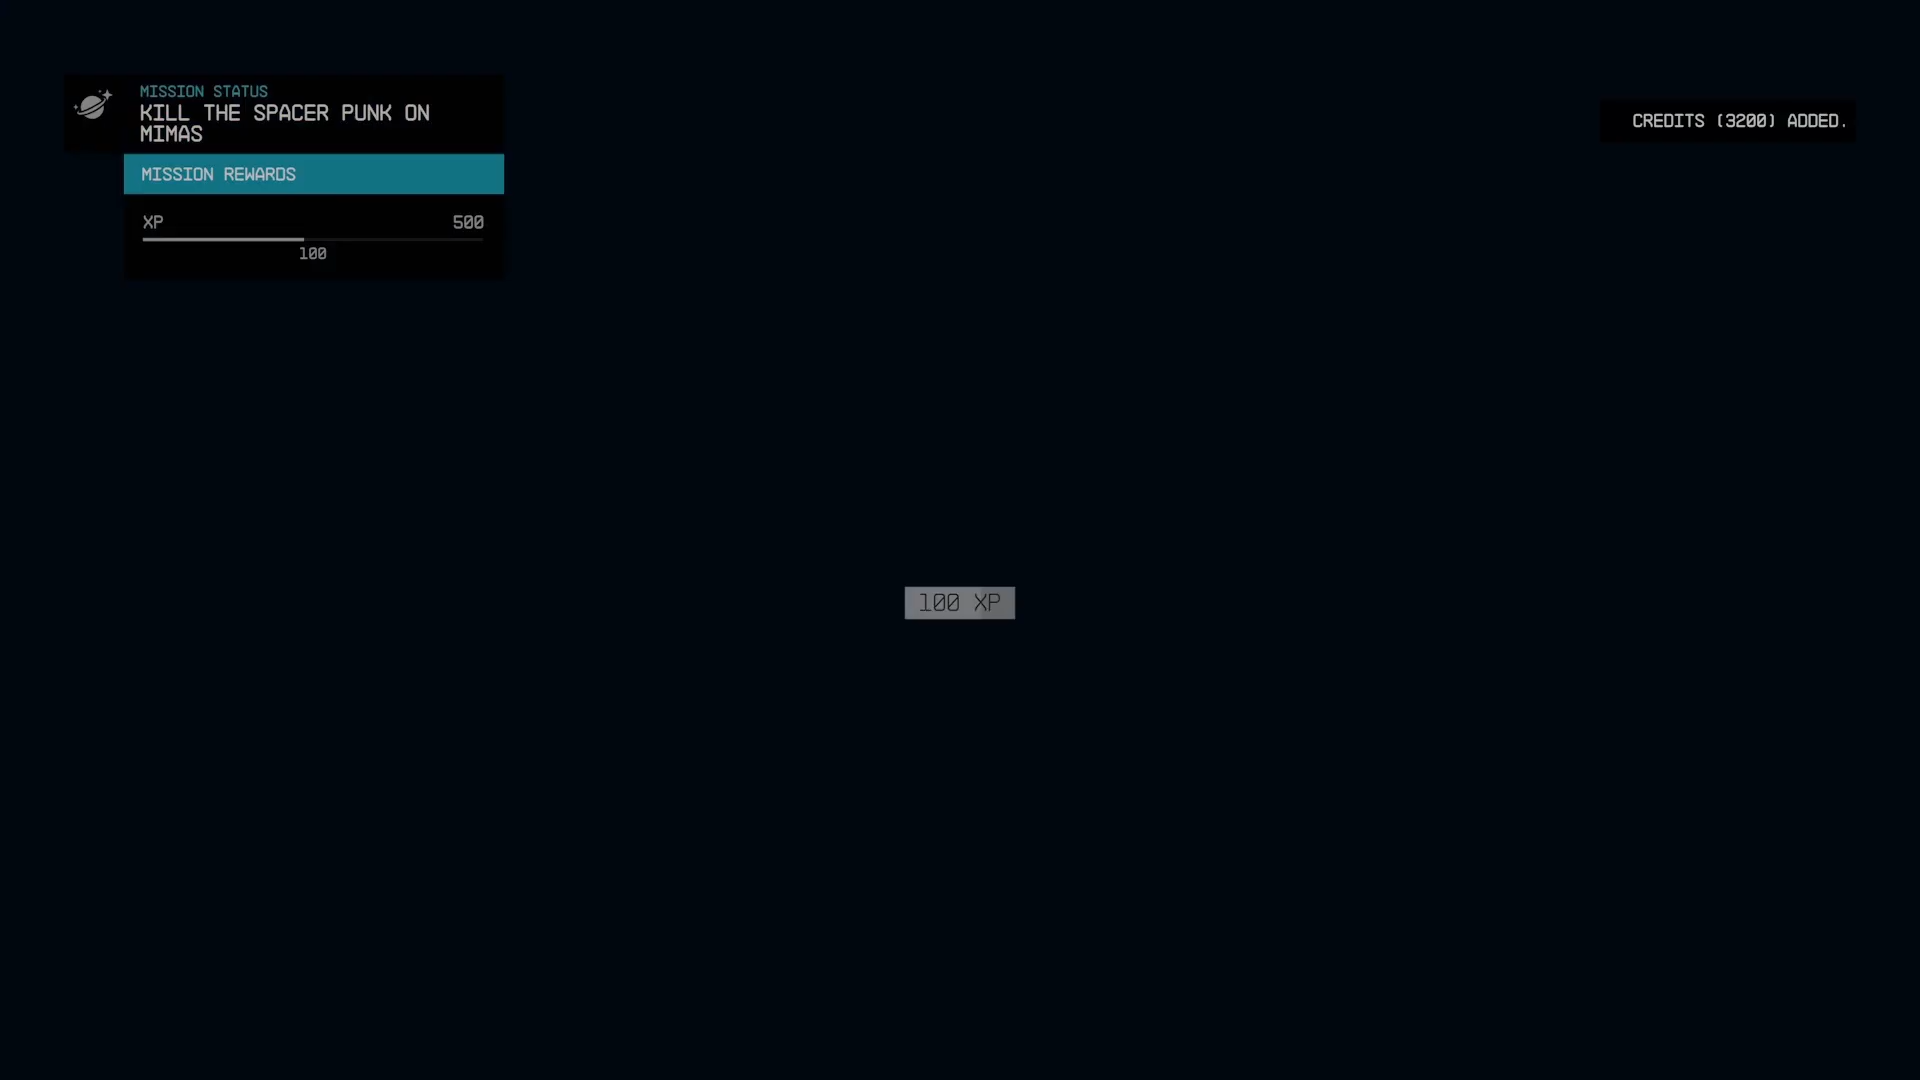 MISSION STATUS
KILL THE SPACER PUNK ON
MIMAS
MISSION REWARDS
XP 500
100
CREDITS (3200) ADDED.
100 XP